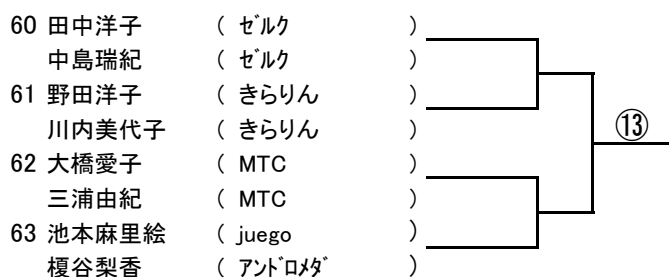 60 田中洋子 ( ｾﾞﾙｸ )
中島瑞紀 ( ｾﾞﾙｸ )
61 野田洋子 ( きらりん )
川内美代子 ( きらりん )
⑬
62 大橋愛子 ( MTC )
三浦由紀 ( MTC )
63 池本麻里絵 ( juego )
榎谷梨香 ( ｱﾝﾄﾞﾛﾒﾀﾞ )